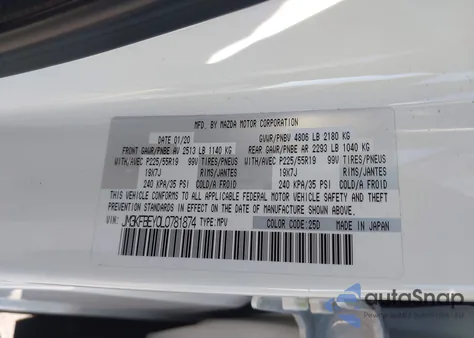 MFD. BY MAZDA MOTOR CORPORATION
DATE 01/20 GVWR/PNBV 4806 LB 2180 KG
FRONT GAWR/PNBE AV 2513 LB 1140 KG REAR GAWR/PNBE AR 2293 LB 1040 KG
WITH/AVEC P225/55R19 99V TIRES/PNEUS WITH/AVEC P225/55R19 99V TIRES/PNEUS
19X7J RIMS/JANTES 19X7J RIMS/JANTES
240 KPA/35 PSI COLD/A FROID 240 KPA/35 PSI COLD/A FROID
THIS VEHICLE CONFORMS TO ALL APPLICABLE FEDERAL MOTOR VEHICLE SAFETY AND BUMPER
STANDARDS IN EFFECT ON THE DATE OF MANUFACTURE SHOWN ABOVE.
VIN: JM3KFBEY0L0781874 TYPE: MPV COLOR CODE: 25D MADE IN JAPAN
autoSnap